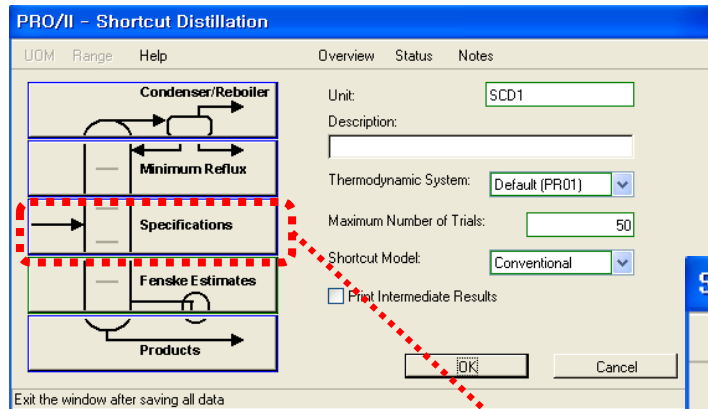 PRO/II - Shortcut Distillation
UOM Range Help Overview Status Notes
Condenser/Reboiler
Minimum Reflux
Specifications
Fenske Estimates
Products
Unit: SCD1
Description:
Thermodynamic System: Default (PR01)
Maximum Number of Trials: 50
Shortcut Model: Conventional
Print Intermediate Results
OK Cancel
Exit the window after saving all data
S